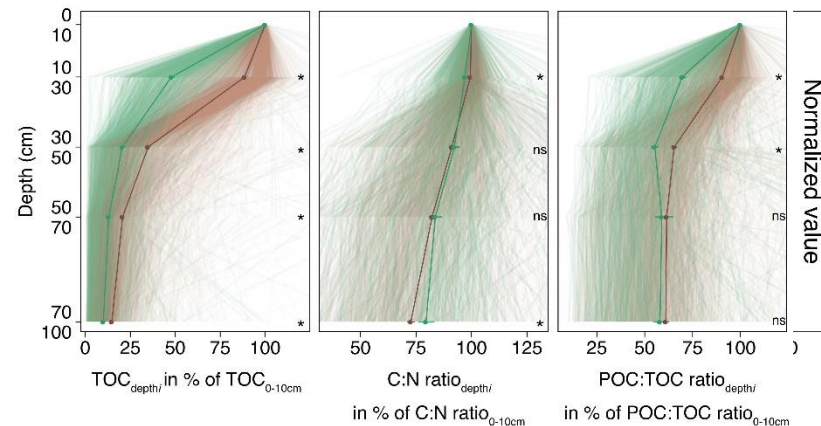 Depth (cm)
0
10
10
30
30
50
50
70
70
100
*
*
*
*
0 25 50 75 100
TOCdepthi in % of TOC0-10cm
*
ns
ns
*
50 75 100 125
C:N ratiodepthi
in % of C:N ratio0-10cm
*
*
ns
ns
25 50 75 100
POC:TOC ratiodepthi
in % of POC:TOC ratio0-10cm
Normalized value